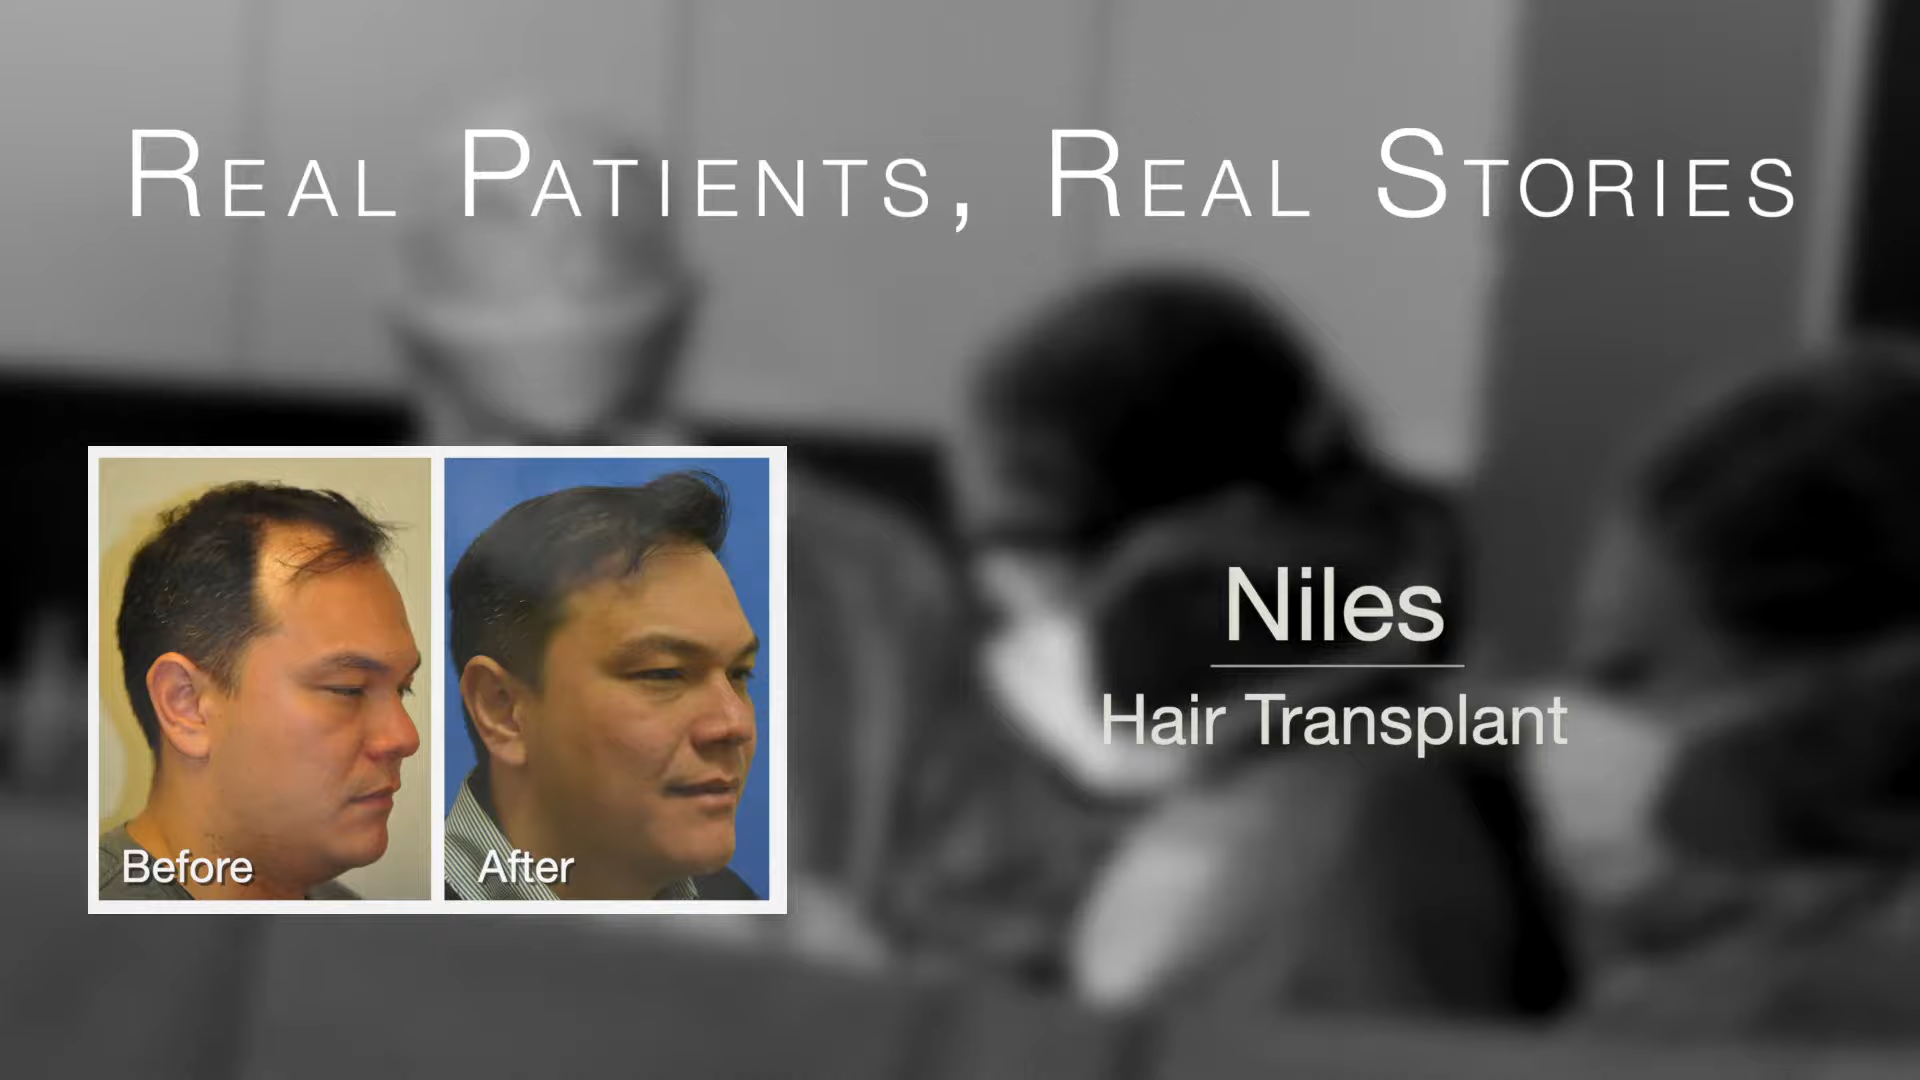 REAL PATIENTS, REAL STORIES
Niles
Hair Transplant
Before
After